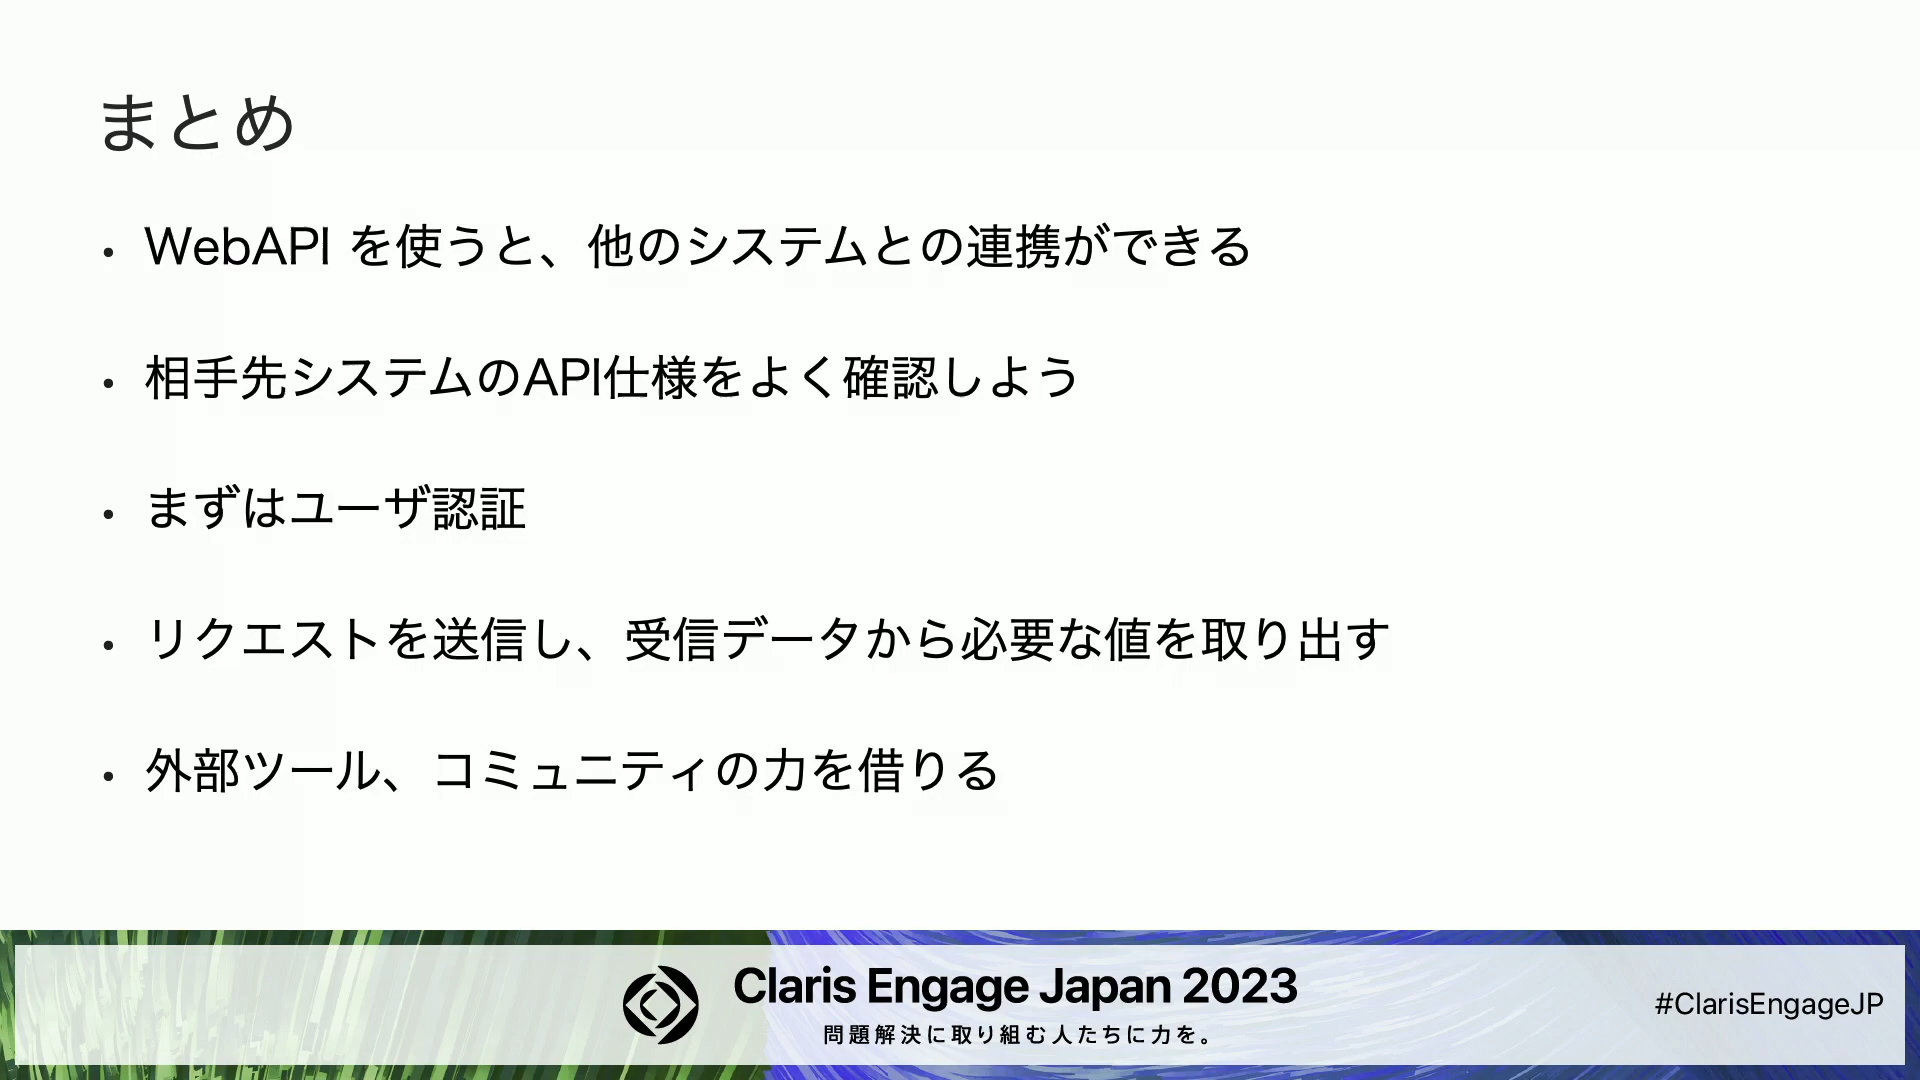 まとめ
• WebAPI を使うと、他のシステムとの連携ができる
• 相手先システムのAPI仕様をよく確認しよう
• まずはユーザ認証
• リクエストを送信し、受信データから必要な値を取り出す
• 外部ツール、コミュニティの力を借りる
Claris Engage Japan 2023
問題解決に取り組む人たちに力を。
#ClarisEngageJP